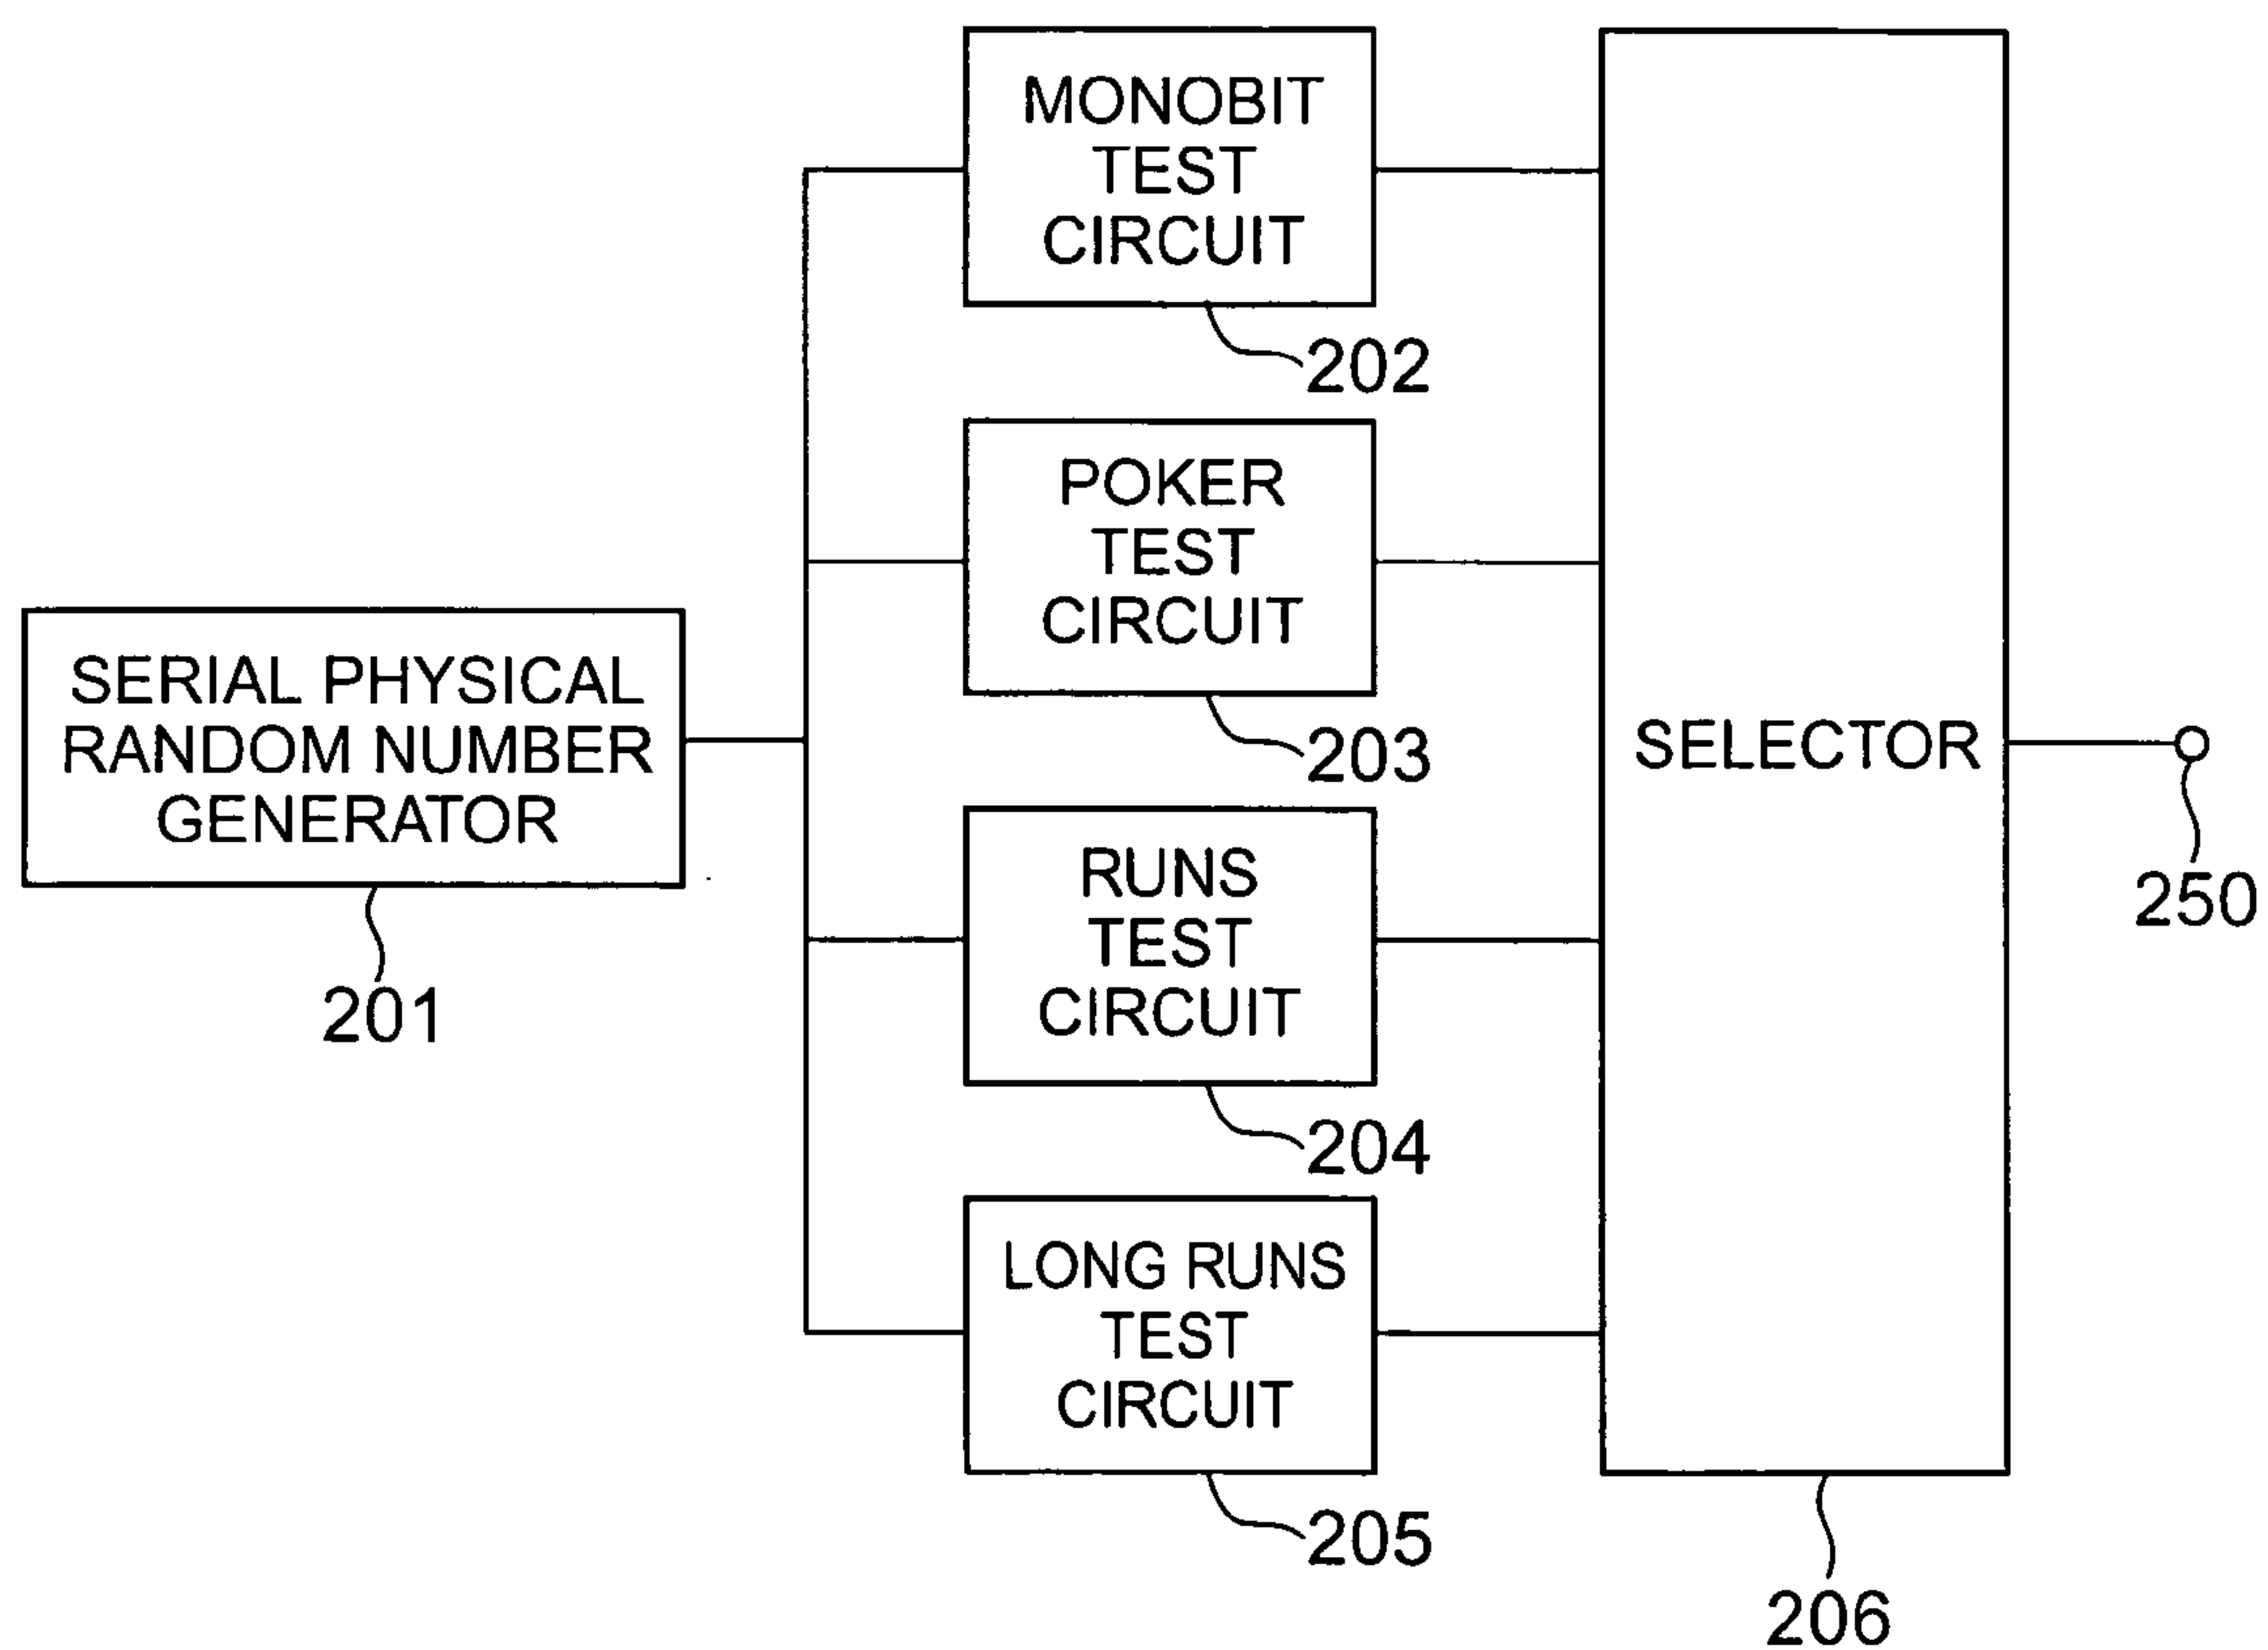 MONOBIT
TEST
CIRCUIT
202
POKER
TEST
CIRCUIT
203
SERIAL PHYSICAL
RANDOM NUMBER
GENERATOR
201
RUNS
TEST
CIRCUIT
204
LONG RUNS
TEST
CIRCUIT
205
SELECTOR
206
250